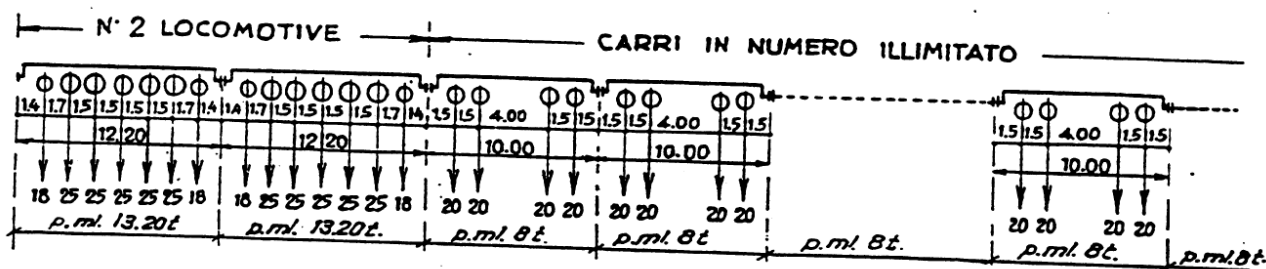 N° 2 LOCOMOTIVE CARRI IN NUMERO ILLIMITATO
1.4 1.7 1.5 1.5 1.5 1.5 1.7 1.4 1.4 1.7 1.5 1.5 1.5 1.5 1.7 1.4 1.5 1.5 4.00 1.5 1.5 1.5 1.5 4.00 1.5 1.5 1.5 1.5 4.00 1.5 1.5
12.20 12.20 10.00 10.00 10.00
18 25 25 25 25 25 18 18 25 25 25 25 25 18 20 20 20 20 20 20 20 20 20 20 20 20
p.ml. 13.20t. p.ml. 13.20t. p.ml. 8t. p.ml. 8t p.ml. 8t. p.ml. 8t. p.ml. 8t.